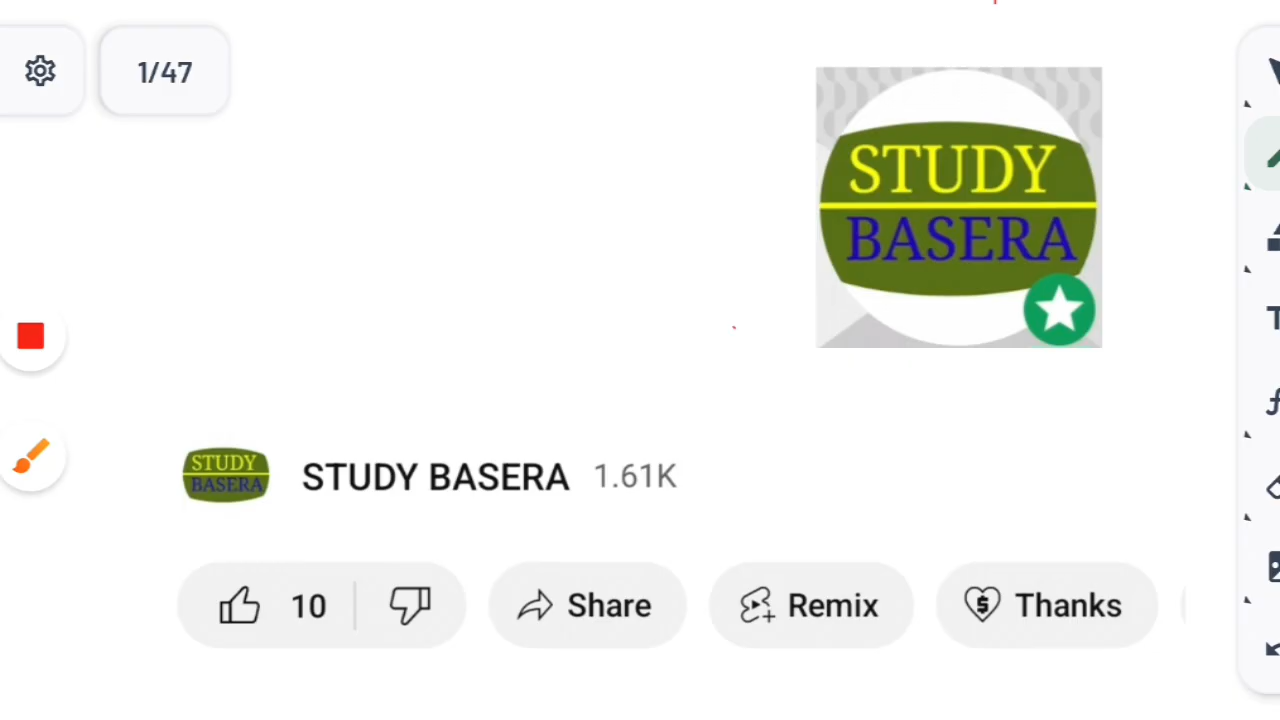 1/47
STUDY
BASERA
STUDY
BASERA
STUDY BASERA 1.61K
10 Share Remix Thanks